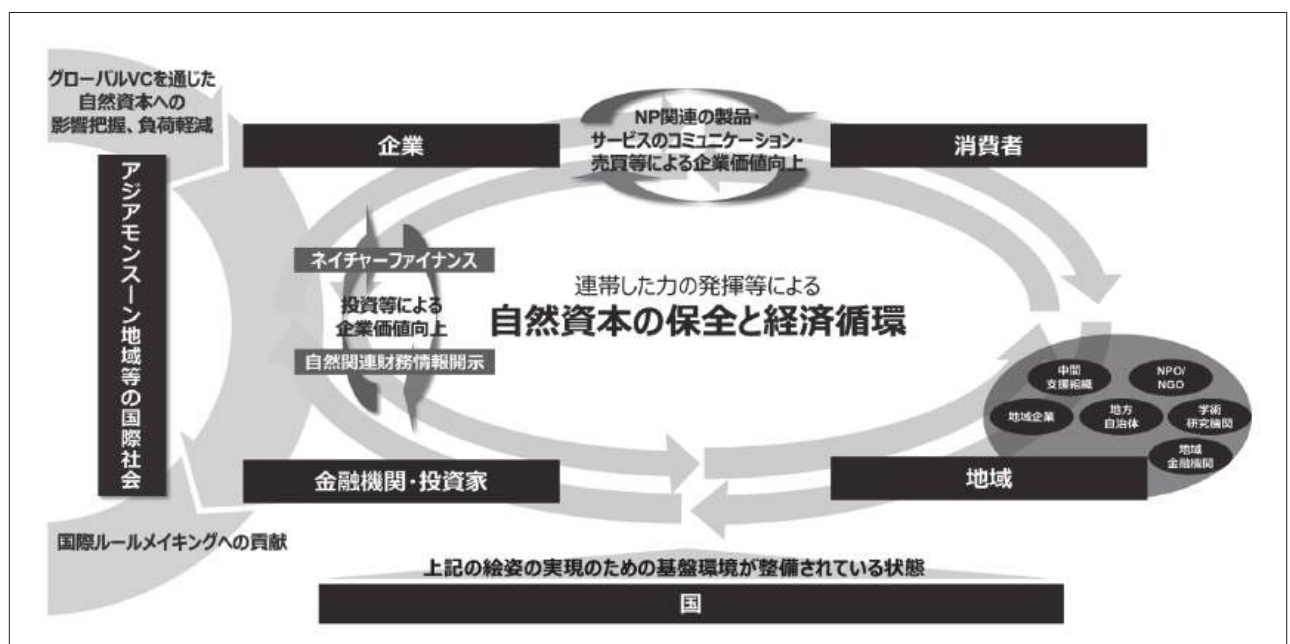 グローバルVCを通じた
自然資本への
影響把握、負荷軽減
企業
NP関連の製品・
サービスのコミュニケーション・
売買等による企業価値向上
消費者
アジアモンスーン地域等の国際社会
ネイチャーファイナンス
投資等による
企業価値向上
自然関連財務情報開示
連帯した力の発揮等による
自然資本の保全と経済循環
中間
支援組織
NPO/
NGO
地域企業
地方
自治体
学術
研究機関
地域
金融機関
金融機関・投資家
地域
国際ルールメイキングへの貢献
上記の絵姿の実現のための基盤環境が整備されている状態
国